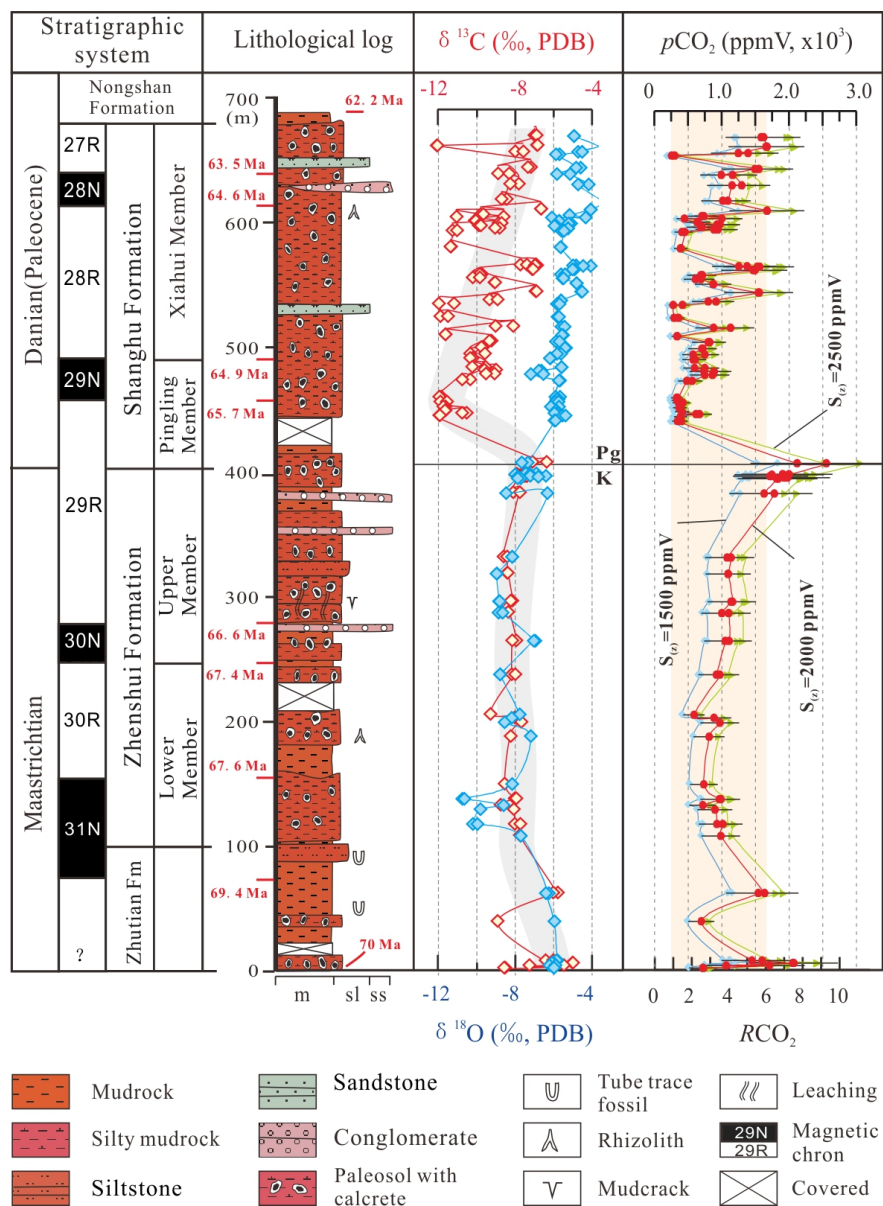 Stratigraphic
system
Lithological log
δ ¹³C (‰, PDB)
pCO₂ (ppmV, x10³)
Nongshan
Formation
-12
-8
-4
0
1.0
2.0
3.0
700
(m)
62. 2 Ma
27R
63. 5 Ma
28N
64. 6 Ma
600
28R
Danian(Paleocene)
Shanghu Formation
Xiahui Member
500
29N
64. 9 Ma
65. 7 Ma
Pingling
Member
S(z)=2500 ppmV
Pg
K
400
29R
Maastrichtian
Zhenshui Formation
Upper
Member
300
66. 6 Ma
30N
67. 4 Ma
S(z)=1500 ppmV
S(z)=2000 ppmV
30R
200
Lower
Member
67. 6 Ma
31N
100
Zhutian Fm
69. 4 Ma
?
70 Ma
0
m
sl
ss
-12
-8
-4
0
2
4
6
8
10
δ ¹⁸O (‰, PDB)
RCO₂
Mudrock
Sandstone
Tube trace
fossil
Leaching
Silty mudrock
Conglomerate
Rhizolith
29N
29R
Magnetic
chron
Siltstone
Paleosol with
calcrete
Mudcrack
Covered